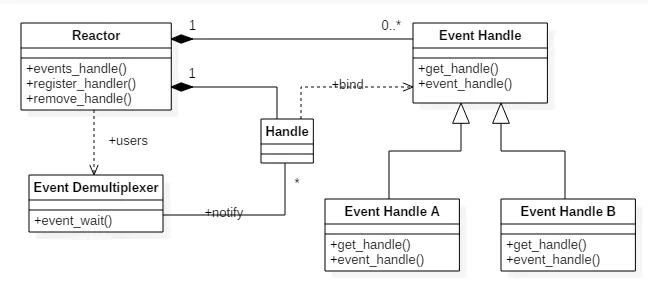 Reactor
+events_handle()
+register_handler()
+remove_handle()
1
0..*
Event Handle
+get_handle()
+event_handle()
1
+bind
Handle
+users
*
Event Demultiplexer
+event_wait()
+notify
Event Handle A
+get_handle()
+event_handle()
Event Handle B
+get_handle()
+event_handle()